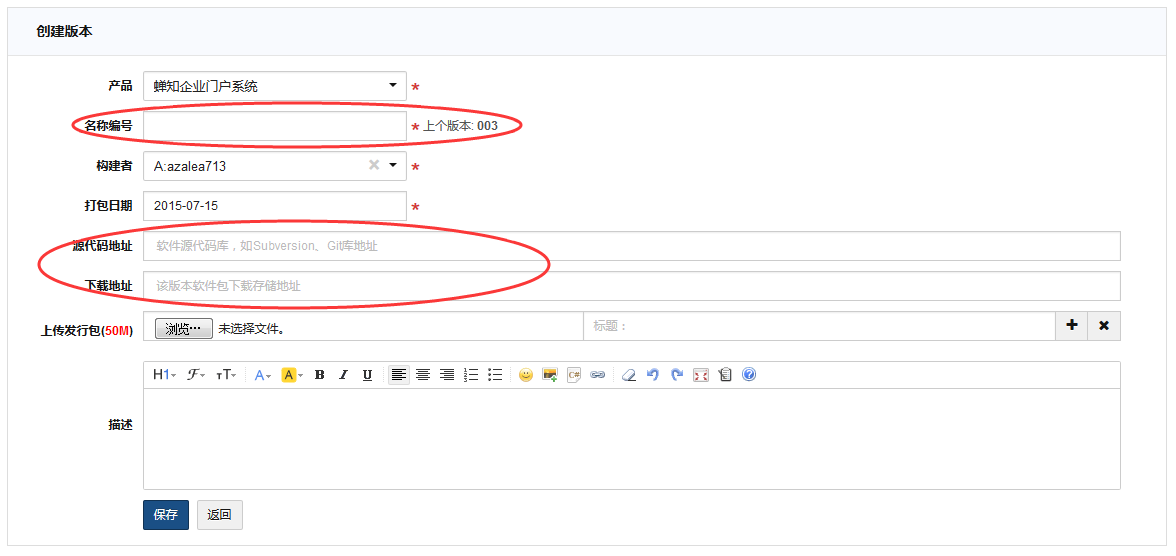 创建版本
产品 蝉知企业门户系统 *
名称编号 * 上个版本: 003
构建者 A:azalea713 *
打包日期 2015-07-15 *
源代码地址 软件源代码库，如Subversion、Git库地址
下载地址 该版本软件包下载存储地址
上传发行包(50M) 浏览… 未选择文件。 标题：
H1 ℱ тT A A B I U C#
描述
保存 返回